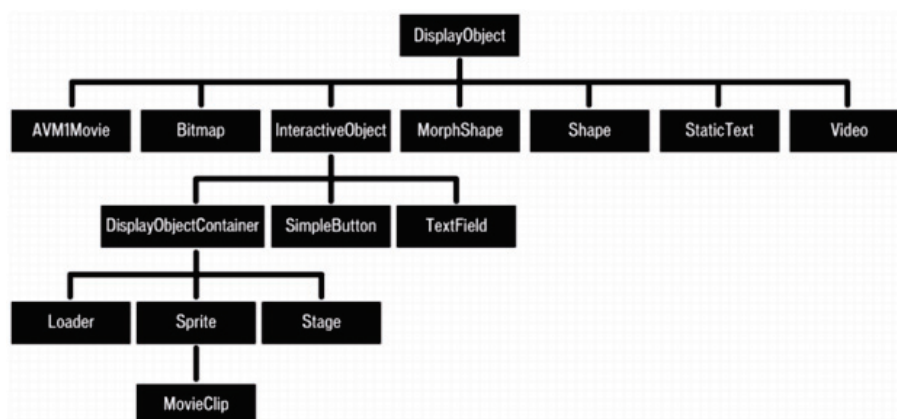 DisplayObject
AVM1Movie
Bitmap
InteractiveObject
MorphShape
Shape
StaticText
Video
DisplayObjectContainer
SimpleButton
TextField
Loader
Sprite
Stage
MovieClip